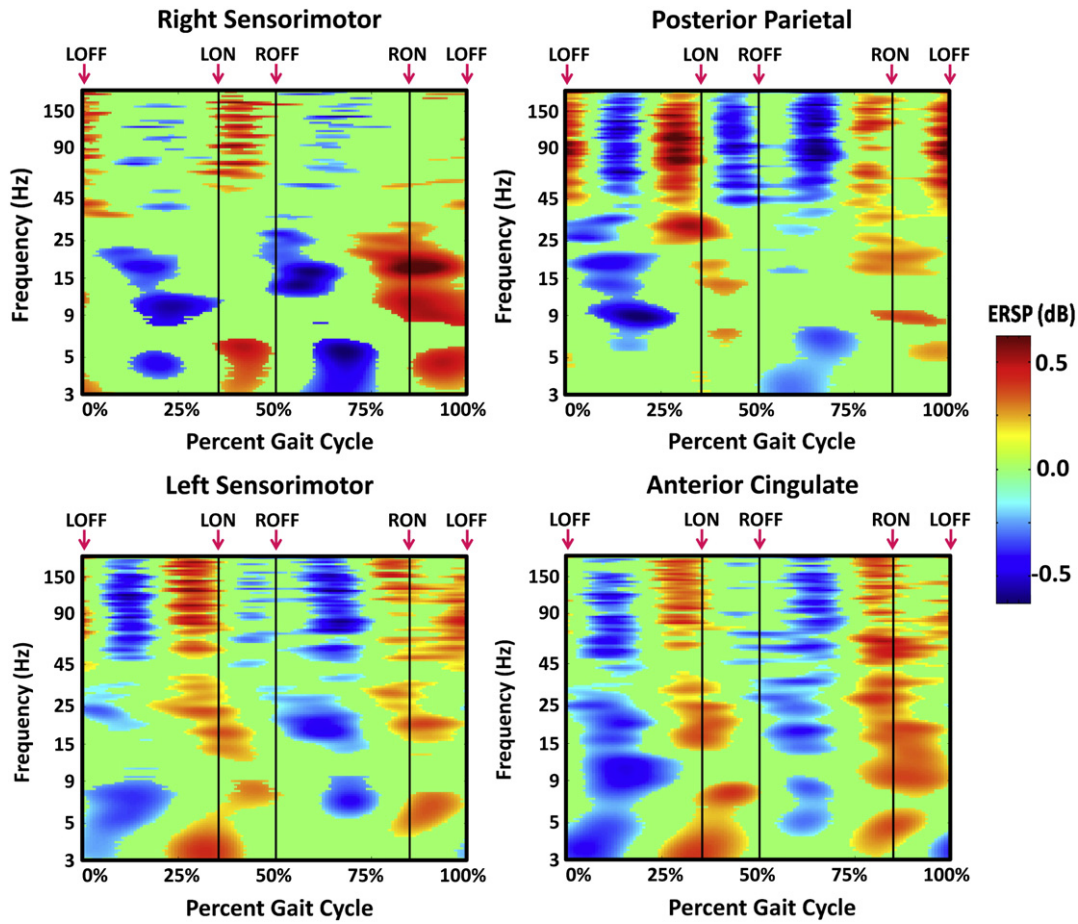 Right Sensorimotor
LOFF LON ROFF RON LOFF
Frequency (Hz)
150
90
45
25
15
9
5
3
0% 25% 50% 75% 100%
Percent Gait Cycle
Posterior Parietal
LOFF LON ROFF RON LOFF
Frequency (Hz)
150
90
45
25
15
9
5
3
0% 25% 50% 75% 100%
Percent Gait Cycle
ERSP (dB)
0.5
0.0
-0.5
Left Sensorimotor
LOFF LON ROFF RON LOFF
Frequency (Hz)
150
90
45
25
15
9
5
3
0% 25% 50% 75% 100%
Percent Gait Cycle
Anterior Cingulate
LOFF LON ROFF RON LOFF
Frequency (Hz)
150
90
45
25
15
9
5
3
0% 25% 50% 75% 100%
Percent Gait Cycle